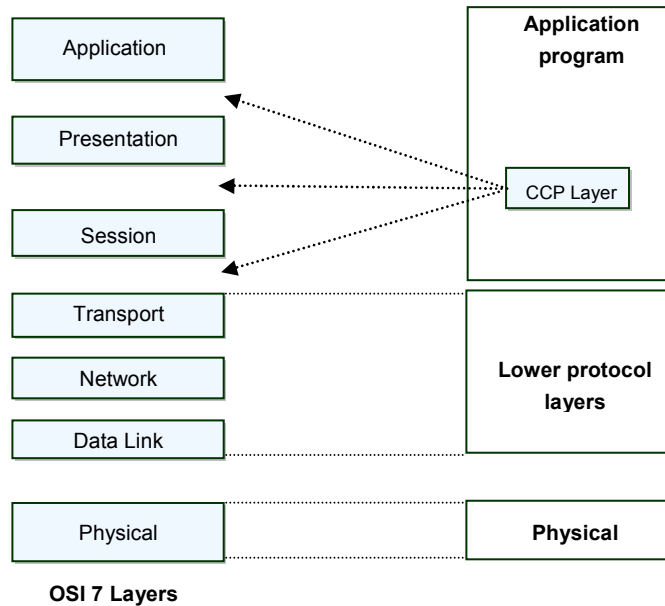 Application
Presentation
Session
Transport
Network
Data Link
Physical
OSI 7 Layers
Application
program
CCP Layer
Lower protocol
layers
Physical